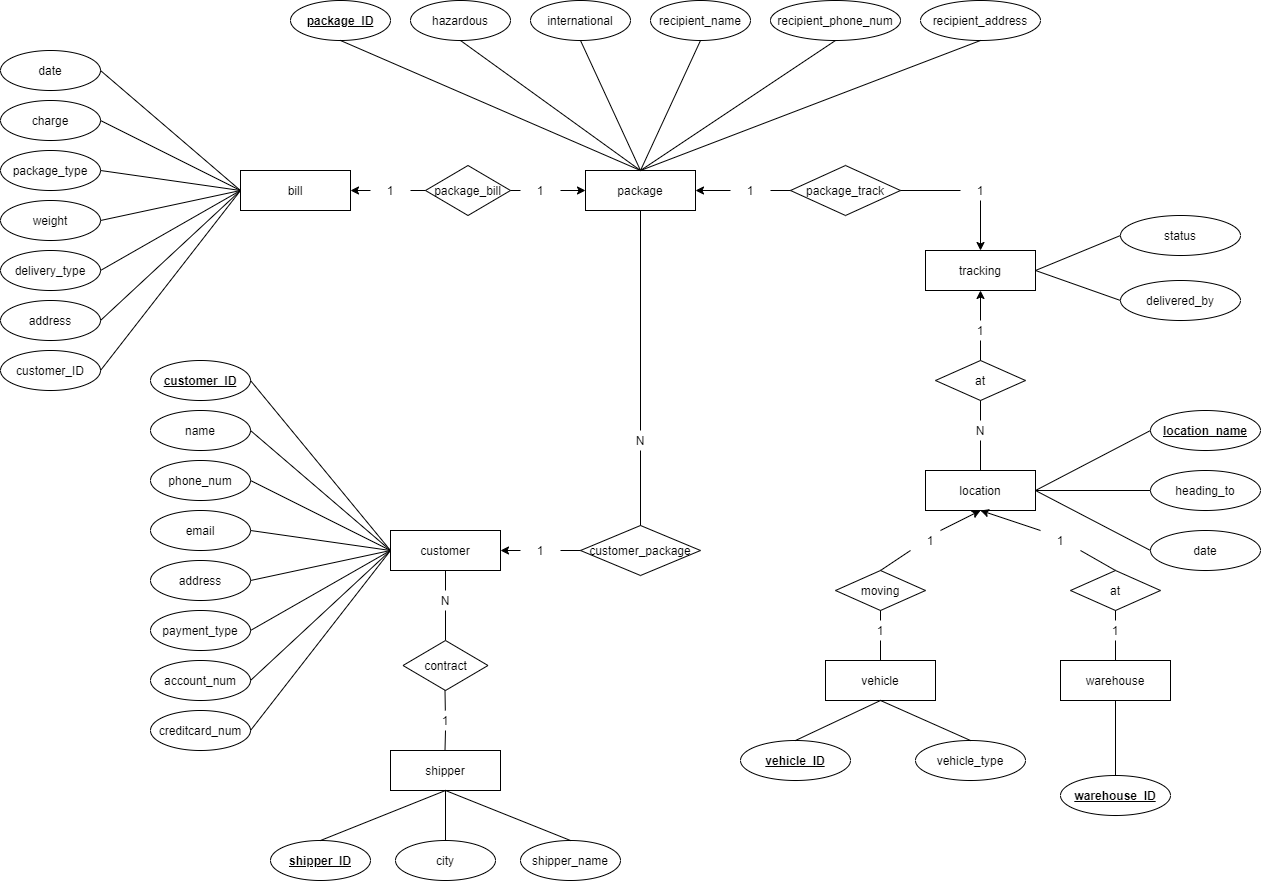 package_ID
hazardous
international
recipient_name
recipient_phone_num
recipient_address
date
charge
package_type
weight
delivery_type
address
customer_ID
bill
1
package_bill
1
package
1
package_track
1
tracking
status
delivered_by
1
at
N
location
location_name
heading_to
date
N
customer_ID
name
phone_num
email
address
payment_type
account_num
creditcard_num
customer
1
customer_package
N
contract
1
shipper
shipper_ID
city
shipper_name
1
moving
1
vehicle
vehicle_ID
vehicle_type
1
at
1
warehouse
warehouse_ID